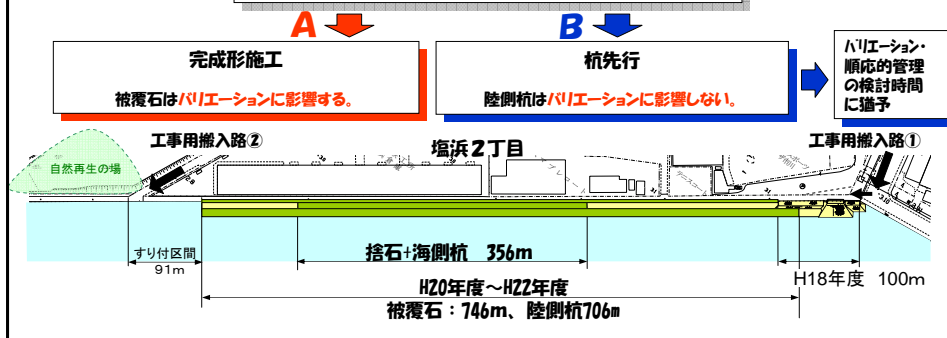 A
B
完成形施工
被覆石はバリエーションに影響する。
杭先行
陸側杭はバリエーションに影響しない。
バリエーション・
順応的管理
の検討時間
に猶予
工事用搬入路②
塩浜2丁目
工事用搬入路①
自然再生の場
すり付区間
91m
捨石+海側杭 356m
H18年度 100m
H20年度～H22年度
被覆石:746m、陸側杭706m